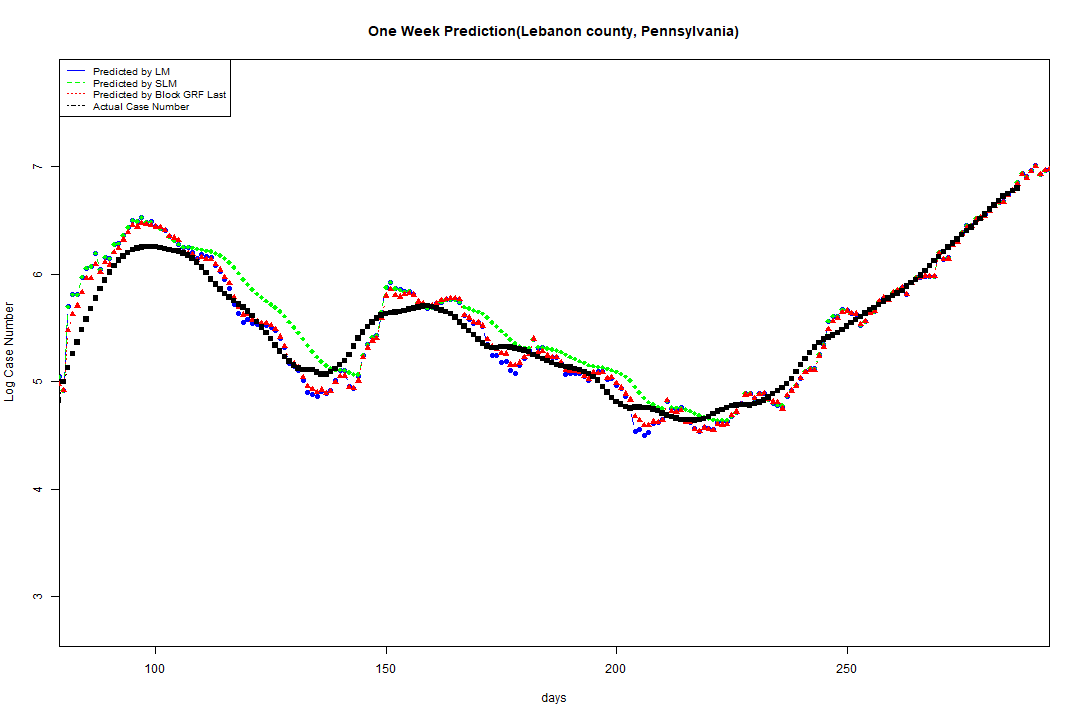 One Week Prediction(Lebanon county, Pennsylvania)
Predicted by LM
Predicted by SLM
Predicted by Block GRF Last
Actual Case Number
7
6
5
4
3
Log Case Number
100 150 200 250
days